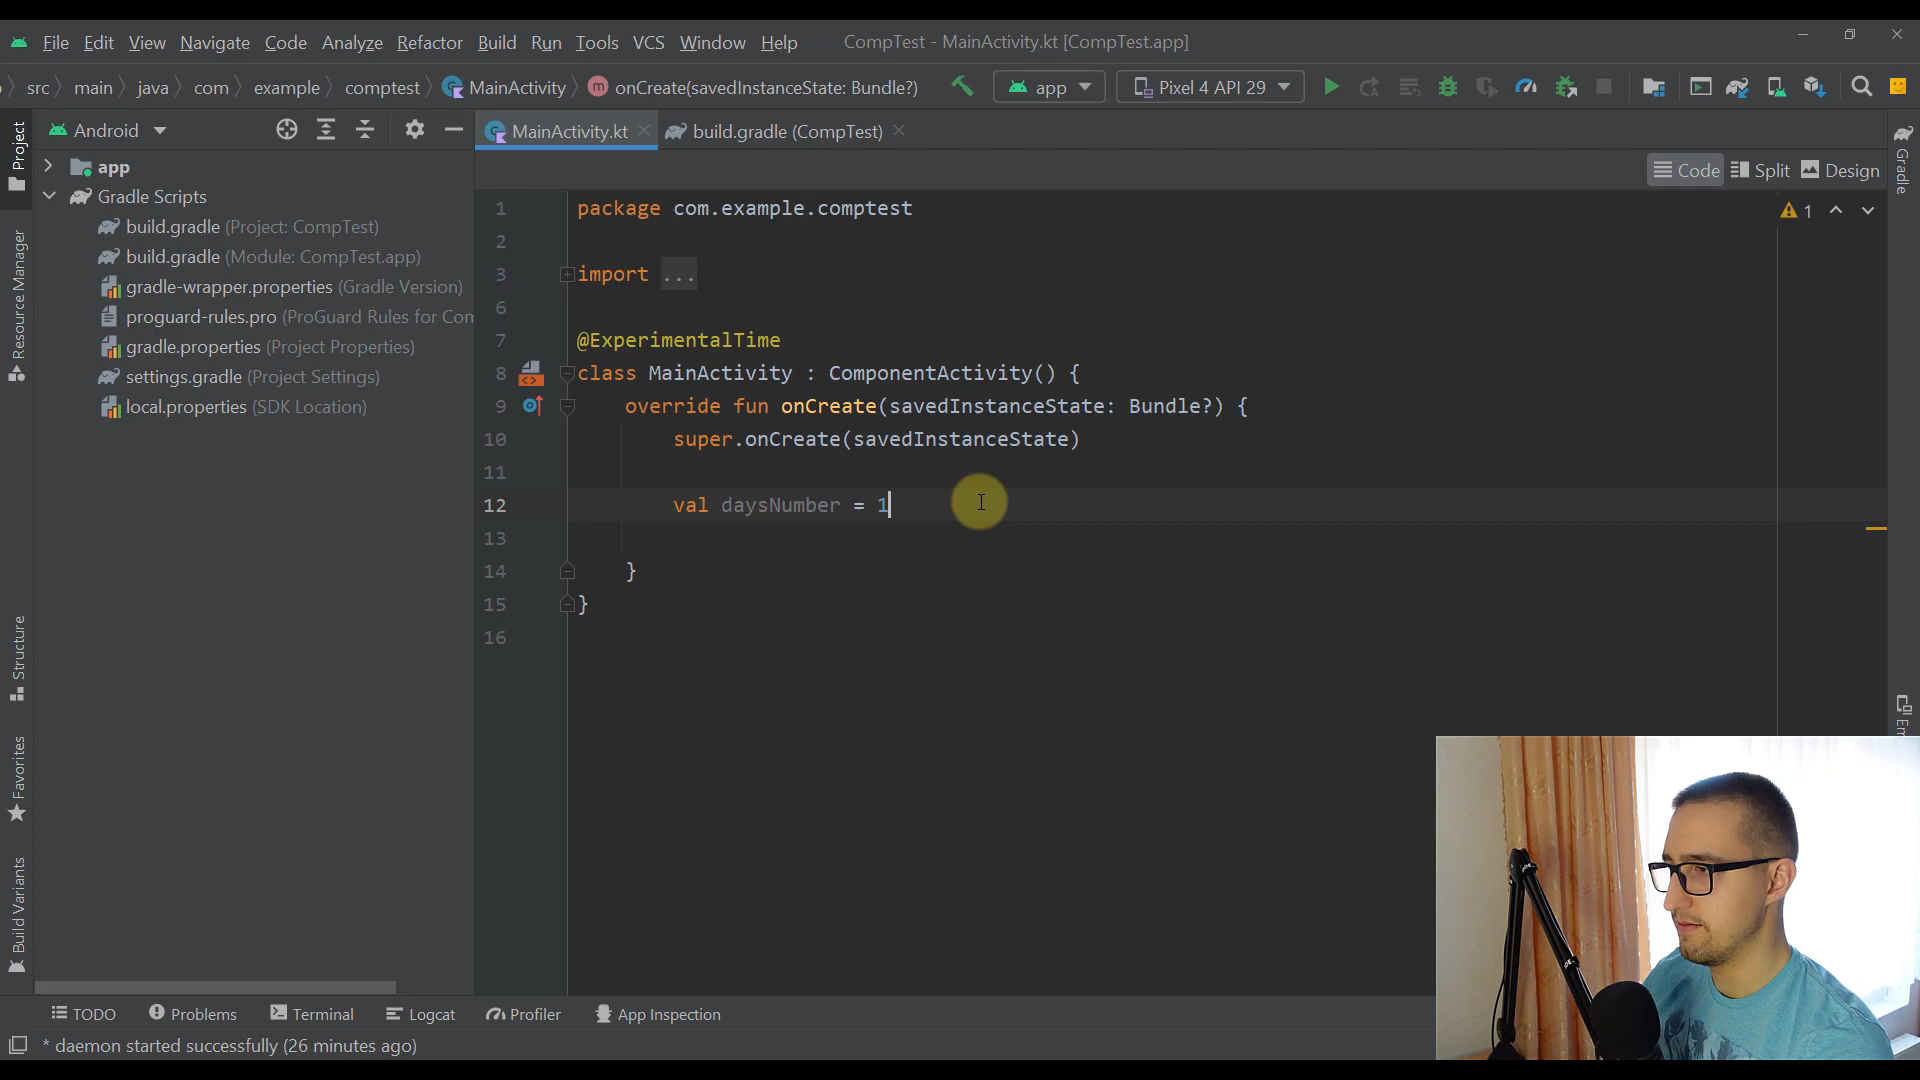 File Edit View Navigate Code Analyze Refactor Build Run Tools VCS Window Help CompTest - MainActivity.kt [CompTest.app]
src main java com example comptest MainActivity onCreate(savedInstanceState: Bundle?) app Pixel 4 API 29
Project
Android
MainActivity.kt build.gradle (CompTest)
Gradle
Code Split Design
app
Gradle Scripts
build.gradle (Project: CompTest)
build.gradle (Module: CompTest.app)
gradle-wrapper.properties (Gradle Version)
proguard-rules.pro (ProGuard Rules for Com
gradle.properties (Project Properties)
settings.gradle (Project Settings)
local.properties (SDK Location)
Resource Manager
Structure
Favorites
Build Variants
1 package com.example.comptest
1
2
3 import ...
6
7 @ExperimentalTime
8 class MainActivity : ComponentActivity() {
9 override fun onCreate(savedInstanceState: Bundle?) {
10 super.onCreate(savedInstanceState)
11
12 val daysNumber = 1
13
14 }
15 }
16
Em
TODO Problems Terminal Logcat Profiler App Inspection
* daemon started successfully (26 minutes ago)